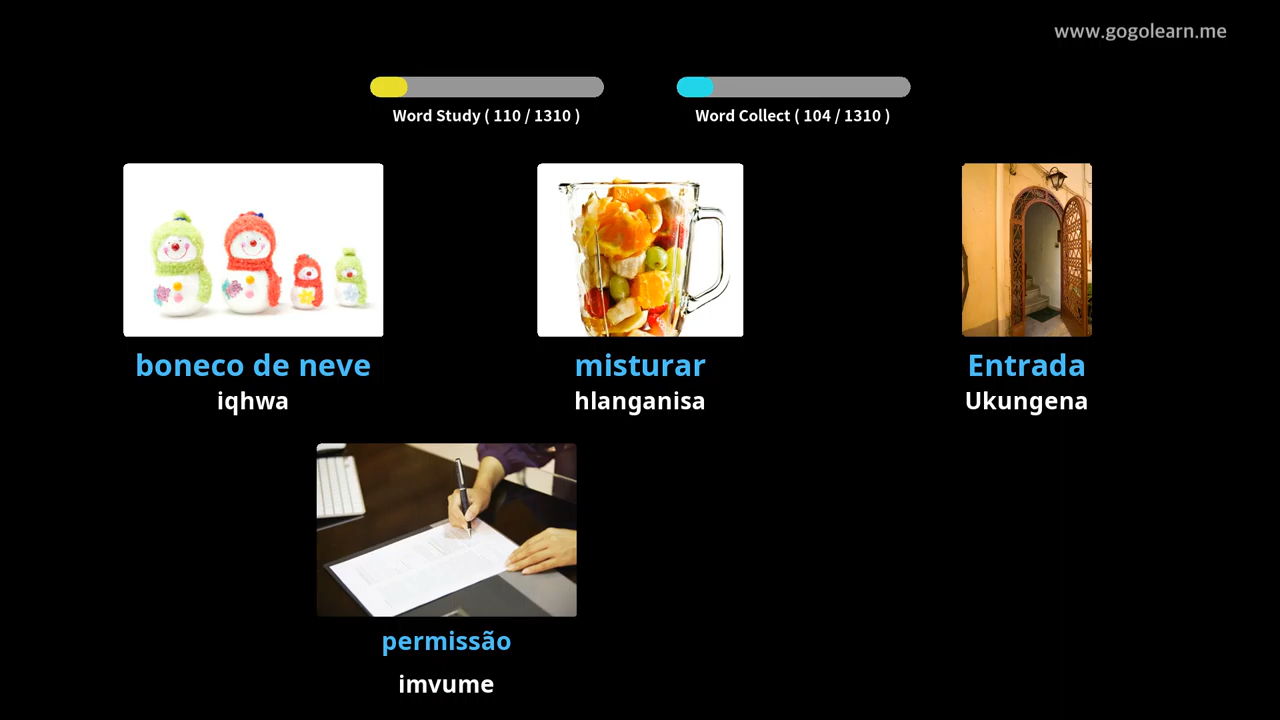 www.gogolearn.me
Word Study ( 110 / 1310 )
Word Collect ( 104 / 1310 )
boneco de neve
iqhwa
misturar
hlanganisa
Entrada
Ukungena
permissão
imvume